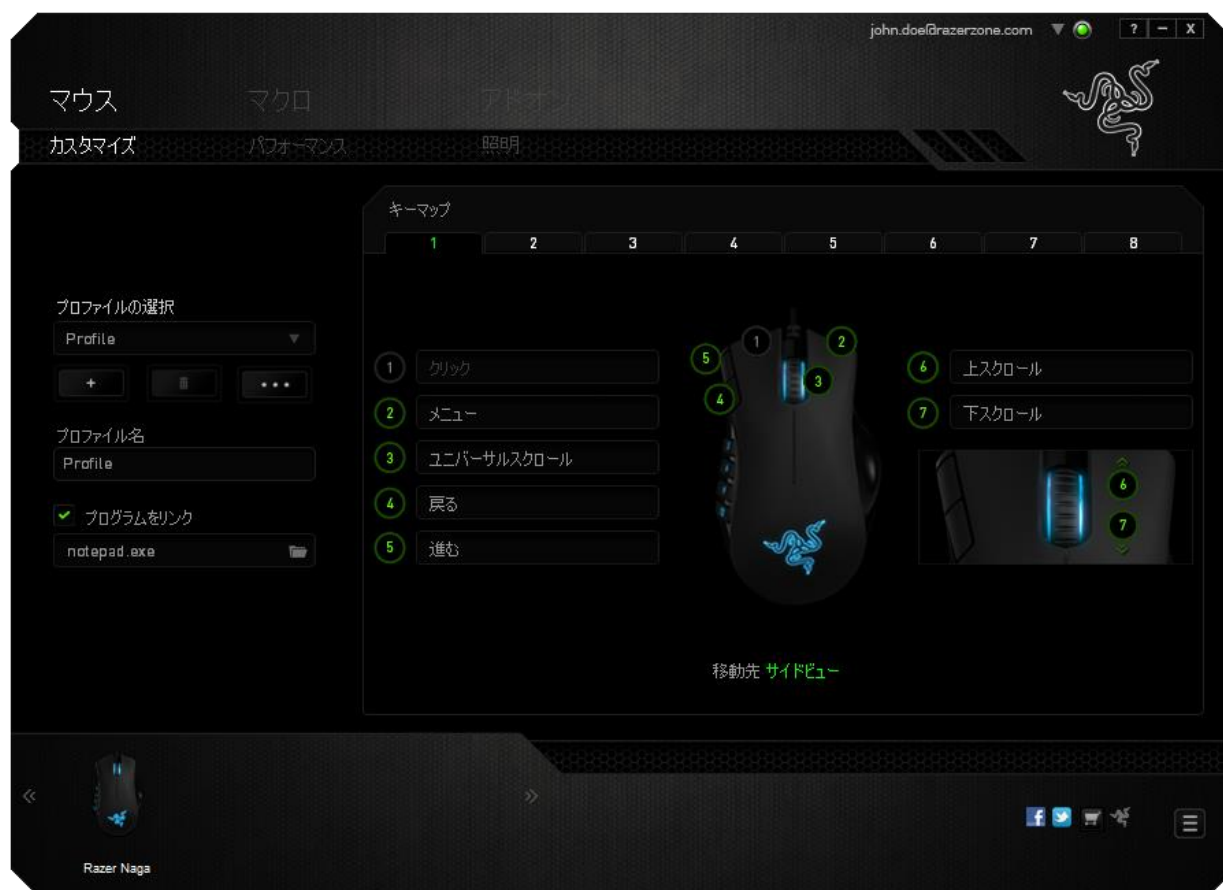 john.doe@razerzone.com
? – X
マウス
マクロ
アドオン
カスタマイズ
パフォーマンス
照明
キーマップ
1 2 3 4 5 6 7 8
プロファイルの選択
Profile
+ •••
プロファイル名
Profile
プログラムをリンク
notepad.exe
1 クリック
2 メニュー
3 ユニバーサルスクロール
4 戻る
5 進む
1
2
3
4
5
6 上スクロール
7 下スクロール
6
7
移動先 サイドビュー
« »
Razer Naga
f